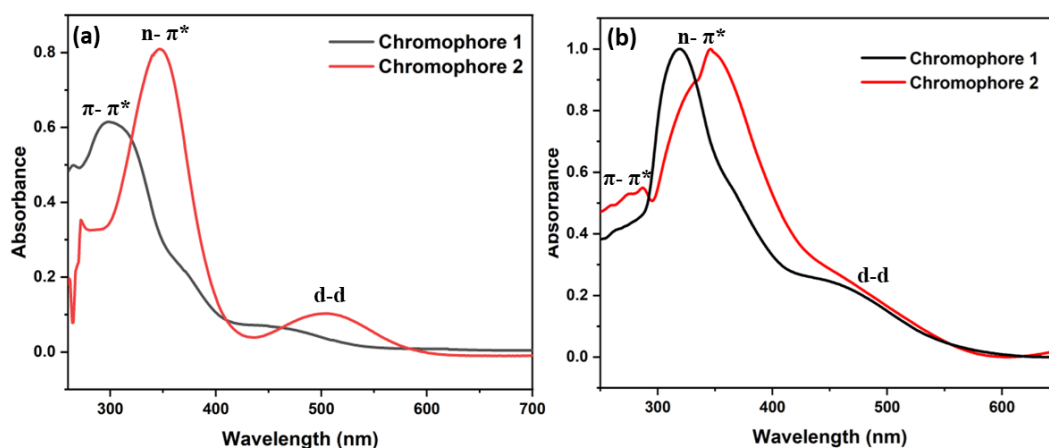 (a)
n- π*
π- π*
d-d
Chromophore 1
Chromophore 2
Absorbance
0.8
0.6
0.4
0.2
0.0
300
400
500
600
700
Wavelength (nm)
(b)
n- π*
π- π*
d-d
Chromophore 1
Chromophore 2
Absorbance
1.0
0.8
0.6
0.4
0.2
0.0
300
400
500
600
Wavelength (nm)